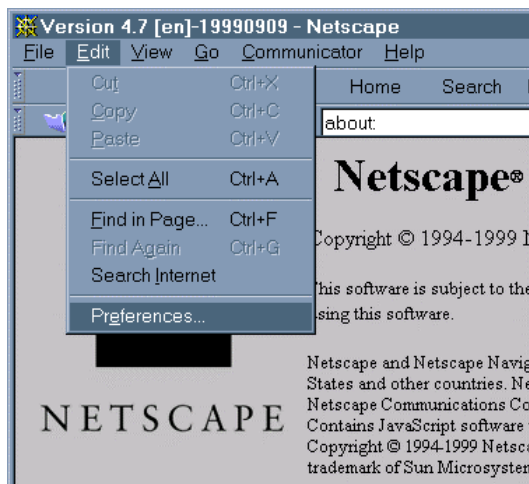 Version 4.7 [en]-19990909 - Netscape
File Edit View Go Communicator Help
Home Search
about:
Cut Ctrl+X
Copy Ctrl+C
Paste Ctrl+V
Select All Ctrl+A
Find in Page... Ctrl+F
Find Again Ctrl+G
Search Internet
Preferences...
Netscape®
Copyright © 1994-1999
This software is subject to the
using this software.
NETSCAPE
Netscape and Netscape Navig
States and other countries. Ne
Netscape Communications Co
Contains JavaScript software
Copyright © 1994-1999 Netsc
trademark of Sun Microsystem